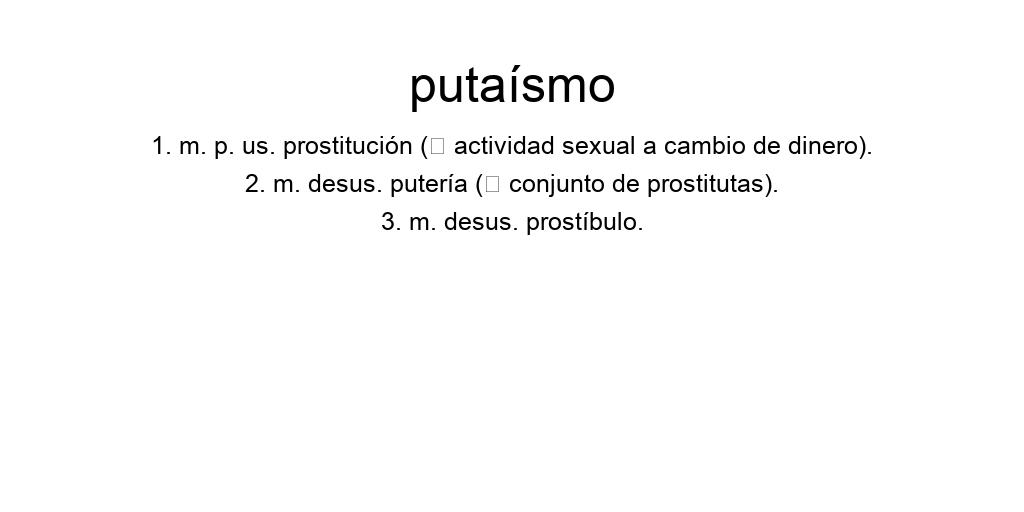 putaísmo
1. m. p. us. prostitución (□ actividad sexual a cambio de dinero).
2. m. desus. putería (□ conjunto de prostitutas).
3. m. desus. prostíbulo.